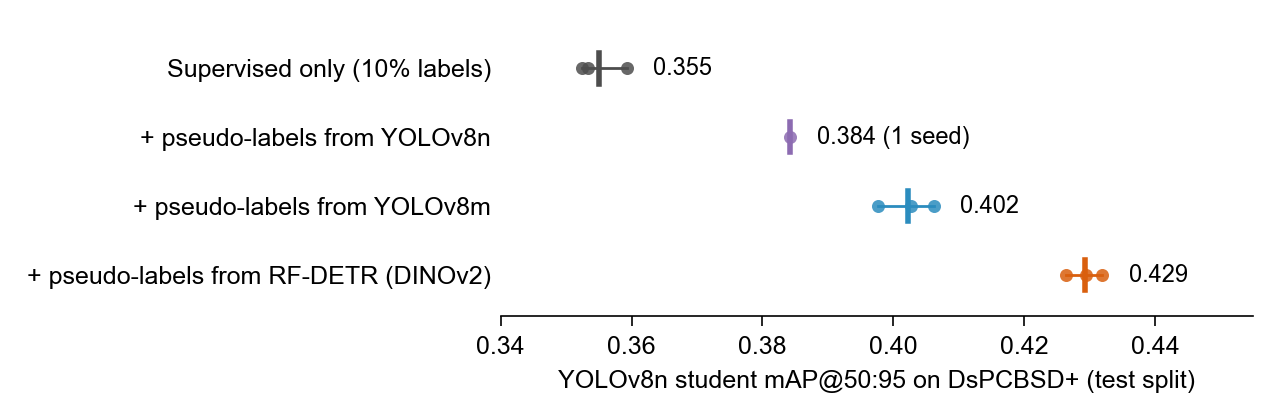 Supervised only (10% labels)
0.355
+ pseudo-labels from YOLOv8n
0.384 (1 seed)
+ pseudo-labels from YOLOv8m
0.402
+ pseudo-labels from RF-DETR (DINOv2)
0.429
0.34 0.36 0.38 0.40 0.42 0.44
YOLOv8n student mAP@50:95 on DsPCBSD+ (test split)